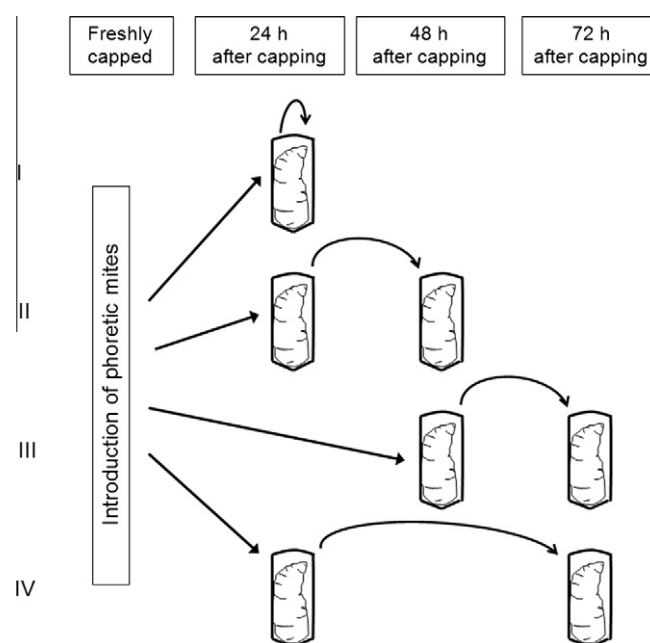 Freshly
capped
24 h
after capping
48 h
after capping
72 h
after capping
I
II
III
IV
Introduction of phoretic mites